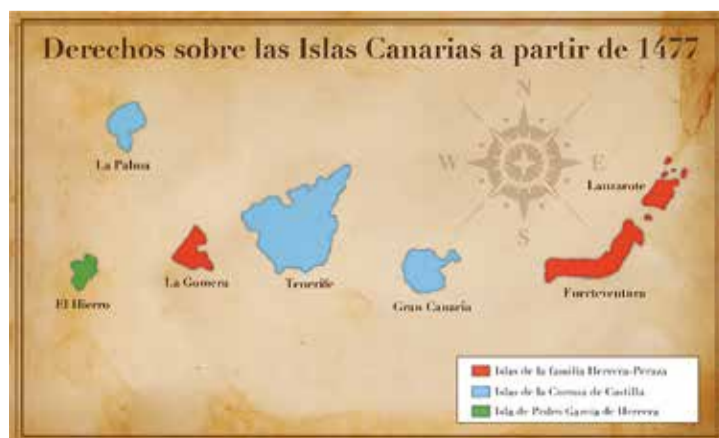 Derechos sobre las Islas Canarias a partir de 1477
N
La Palma
W
E
Lanzarote
S
El Hierro
La Gomera
Tenerife
Gran Canaria
Fuerteventura
Islas de la familia Herrera-Peraza
Islas de la Corona de Castilla
Isla de Pedro García de Herrera